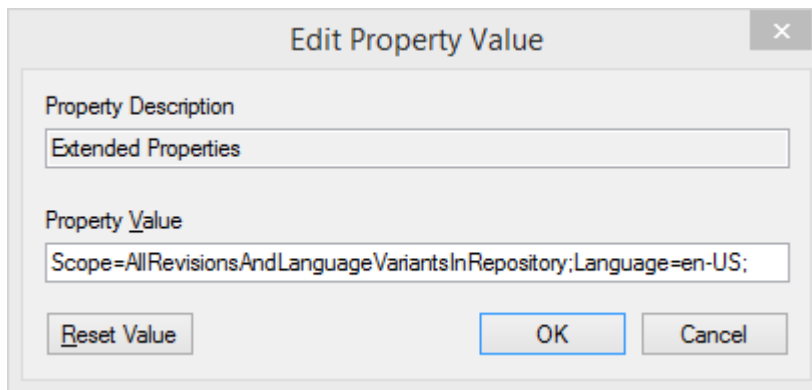 Edit Property Value
Property Description
Extended Properties
Property Value
Scope=AllRevisionsAndLanguageVariantsInRepository;Language=en-US;
Reset Value OK Cancel